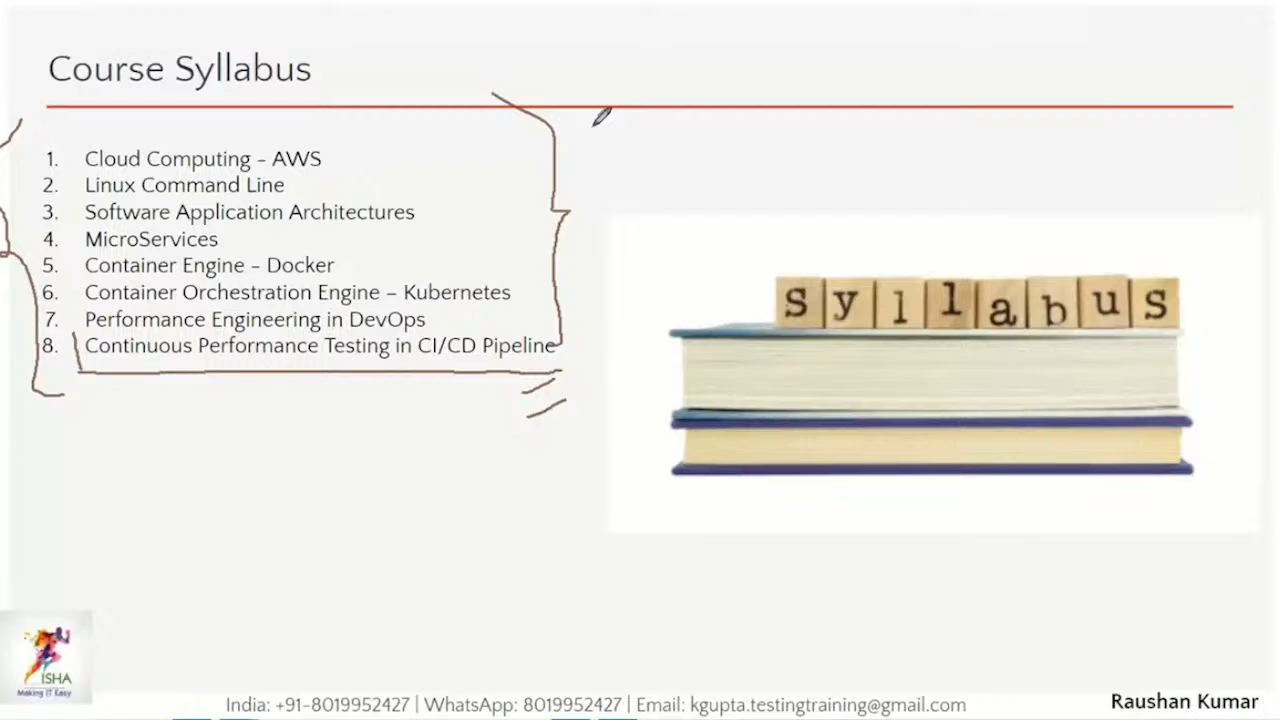 Course Syllabus
1. Cloud Computing - AWS
2. Linux Command Line
3. Software Application Architectures
4. MicroServices
5. Container Engine - Docker
6. Container Orchestration Engine – Kubernetes
7. Performance Engineering in DevOps
8. Continuous Performance Testing in CI/CD Pipeline
syllabus
ISHA
Making IT Easy
India: +91-8019952427 | WhatsApp: 8019952427 | Email: kgupta.testingtraining@gmail.com
Raushan Kumar